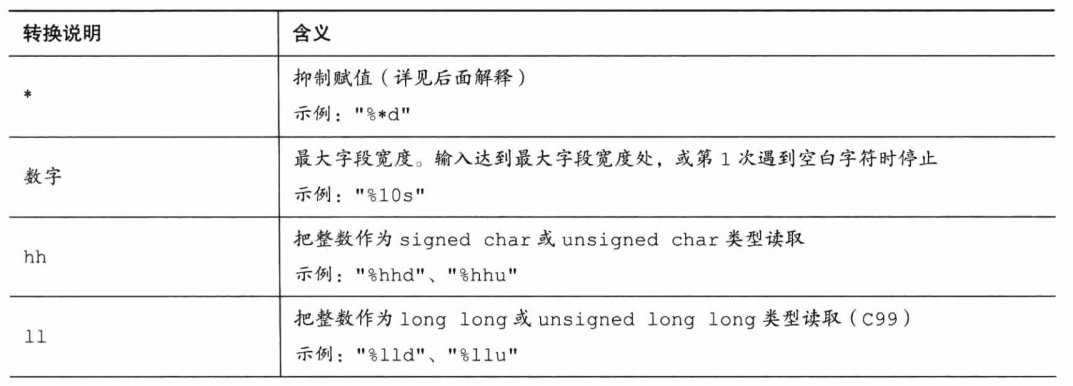 转换说明
含义
*
抑制赋值(详见后面解释)
示例:"%*d"
数字
最大字段宽度。输入达到最大字段宽度处,或第 1 次遇到空白字符时停止
示例:"%10s"
hh
把整数作为 signed char 或 unsigned char 类型读取
示例:"%hhd"、"%hhu"
ll
把整数作为 long long 或 unsigned long long 类型读取(C99)
示例:"%lld"、"%llu"